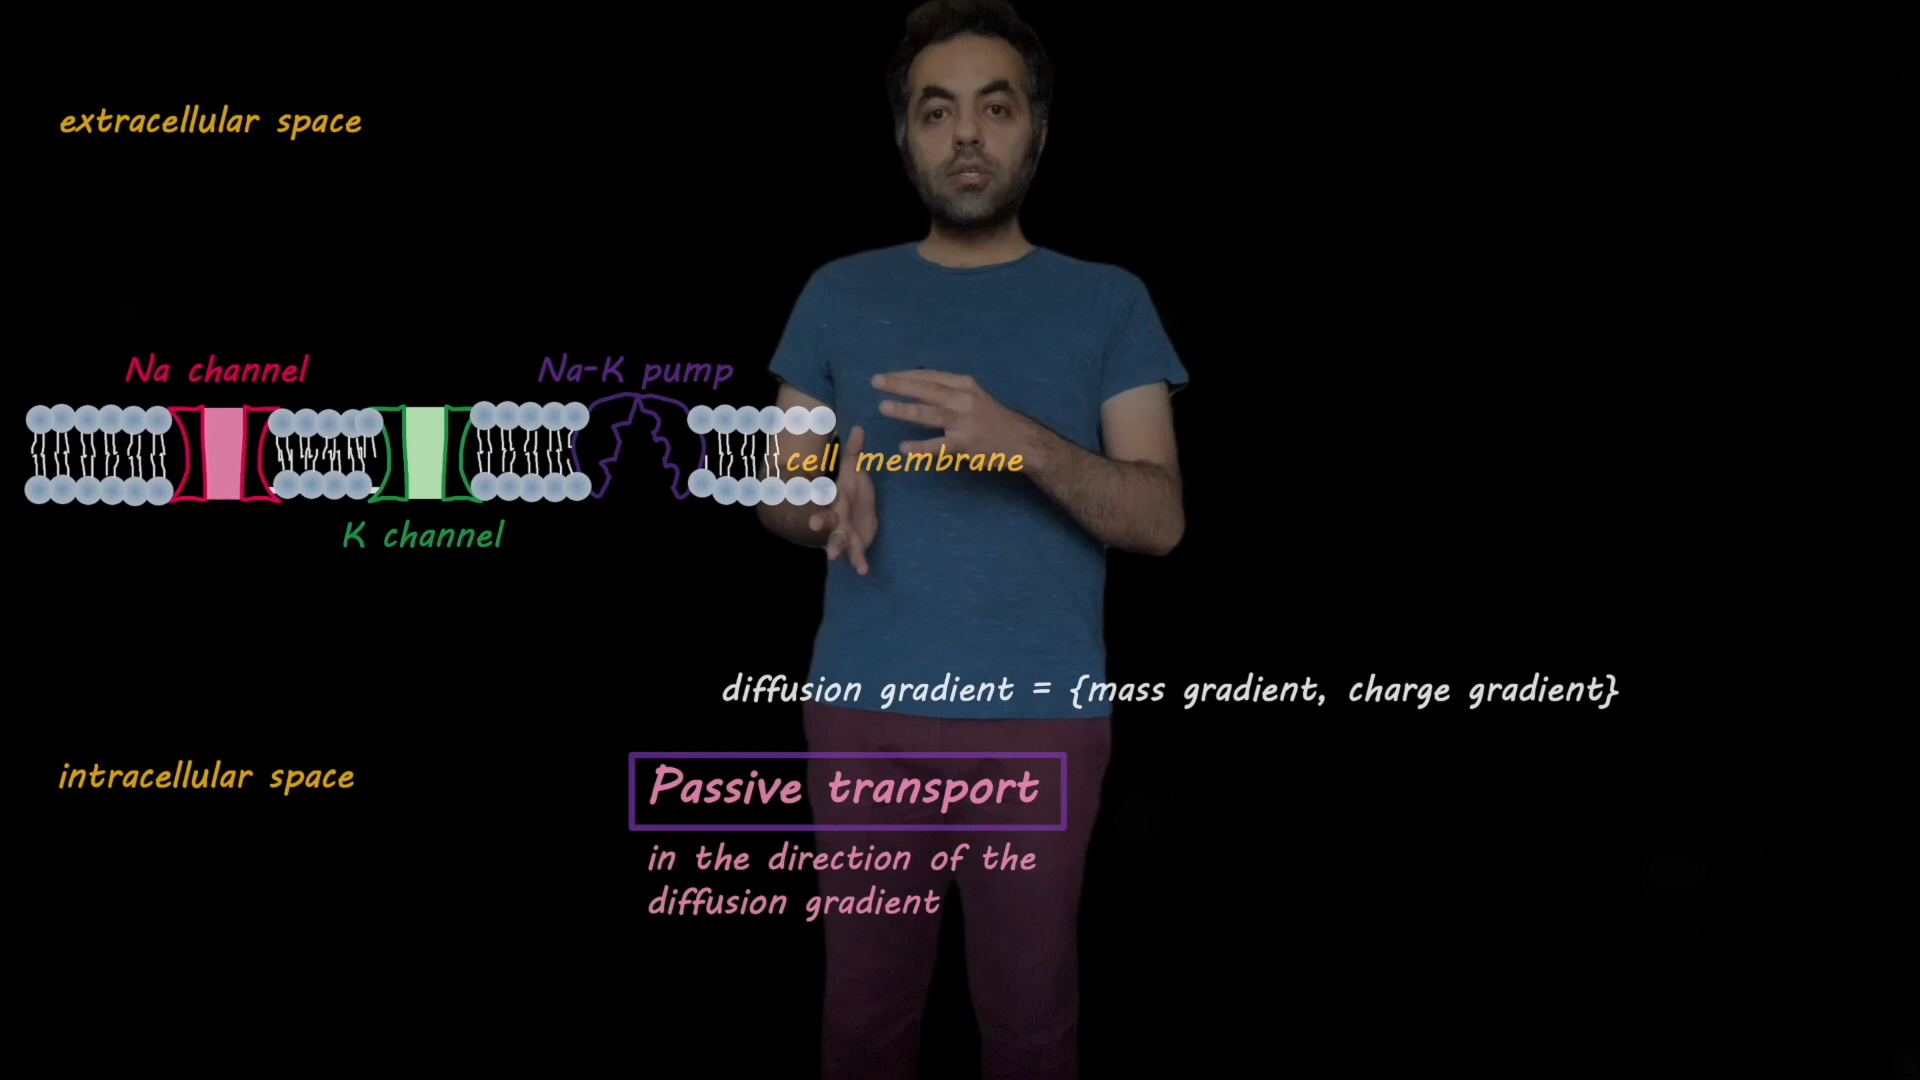 extracellular space
Na channel
Na-K pump
cell membrane
K channel
diffusion gradient = {mass gradient, charge gradient}
intracellular space
Passive transport
in the direction of the
diffusion gradient